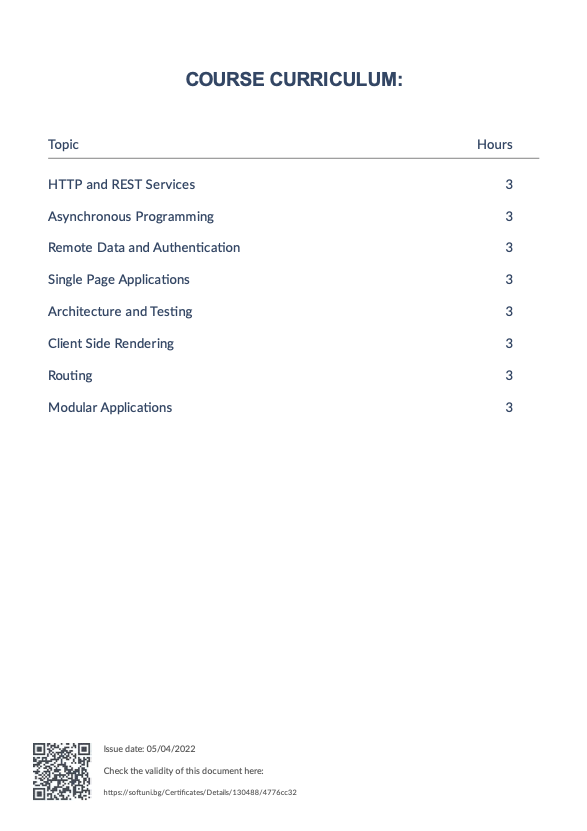 COURSE CURRICULUM:
Topic Hours
HTTP and REST Services 3
Asynchronous Programming 3
Remote Data and Authentication 3
Single Page Applications 3
Architecture and Testing 3
Client Side Rendering 3
Routing 3
Modular Applications 3
Issue date: 05/04/2022
Check the validity of this document here:
https://softuni.bg/Certificates/Details/130488/4776cc32